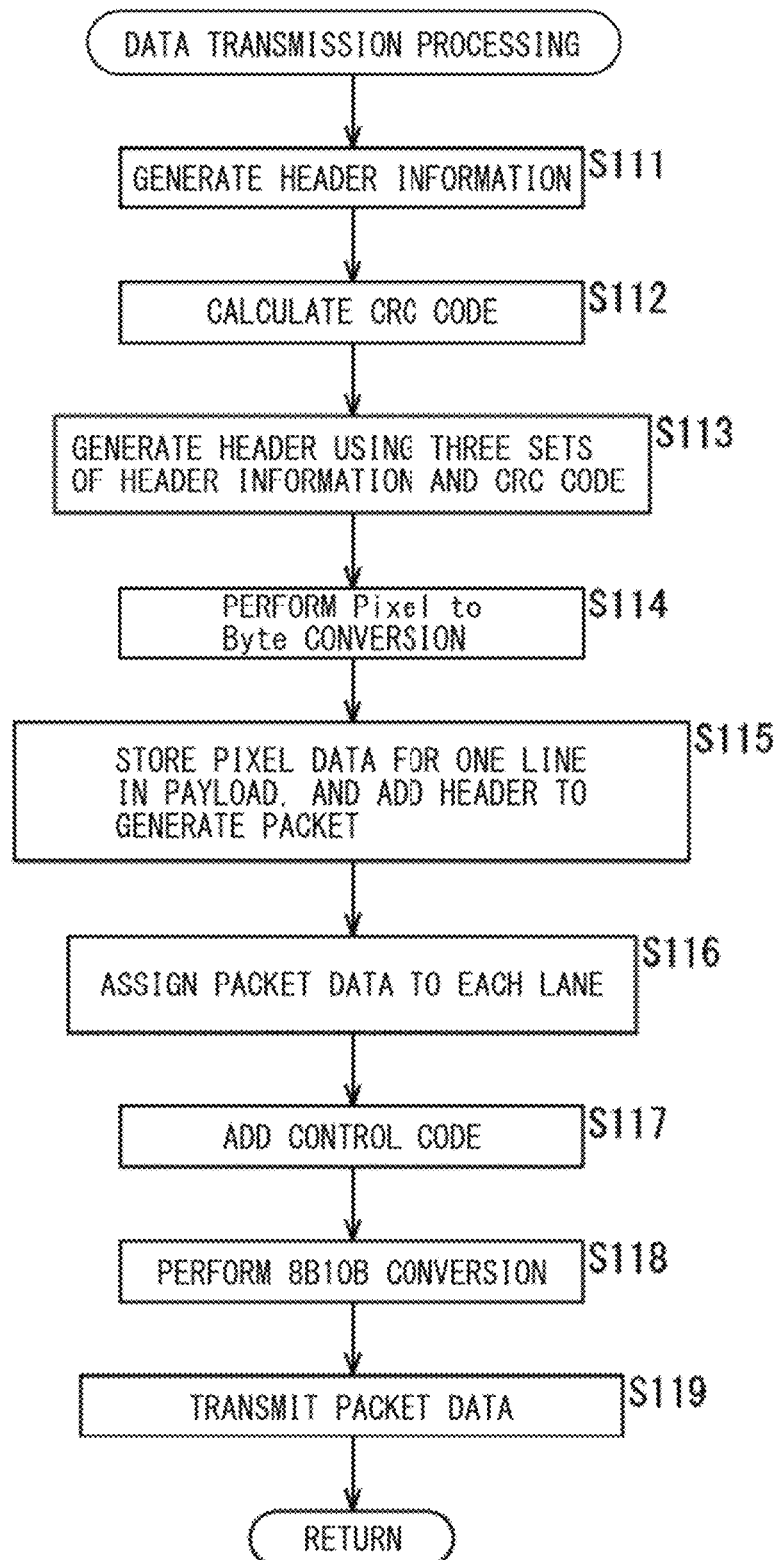 DATA TRANSMISSION PROCESSING
GENERATE HEADER INFORMATION
S111
CALCULATE CRC CODE
S112
GENERATE HEADER USING THREE SETS
OF HEADER INFORMATION AND CRC CODE
S113
PERFORM Pixel to
Byte CONVERSION
S114
STORE PIXEL DATA FOR ONE LINE
IN PAYLOAD, AND ADD HEADER TO
GENERATE PACKET
S115
ASSIGN PACKET DATA TO EACH LANE
S116
ADD CONTROL CODE
S117
PERFORM 8B10B CONVERSION
S118
TRANSMIT PACKET DATA
S119
RETURN